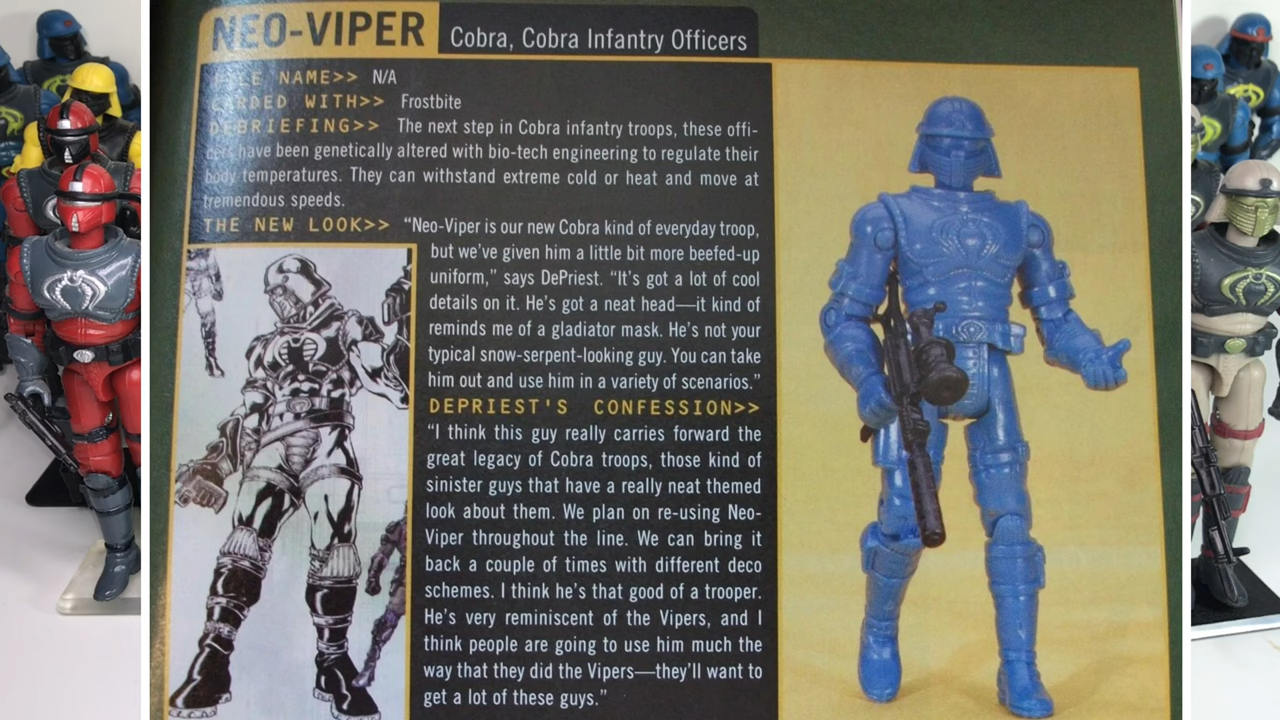 NEO-VIPER Cobra, Cobra Infantry Officers
FILE NAME>> N/A
CARDED WITH>> Frostbite
DEBRIEFING>> The next step in Cobra infantry troops, these offi-
cers have been genetically altered with bio-tech engineering to regulate their
body temperatures. They can withstand extreme cold or heat and move at
tremendous speeds.
THE NEW LOOK>> “Neo-Viper is our new Cobra kind of everyday troop,
but we’ve given him a little bit more beefed-up
uniform,” says DePriest. “It’s got a lot of cool
details on it. He’s got a neat head—it kind of
reminds me of a gladiator mask. He’s not your
typical snow-serpent-looking guy. You can take
him out and use him in a variety of scenarios.”
DEPRIEST'S CONFESSION>>
“I think this guy really carries forward the
great legacy of Cobra troops, those kind of
sinister guys that have a really neat themed
look about them. We plan on re-using Neo-
Viper throughout the line. We can bring it
back a couple of times with different deco
schemes. I think he’s that good of a trooper.
He’s very reminiscent of the Vipers, and I
think people are going to use him much the
way that they did the Vipers—they’ll want to
get a lot of these guys.”